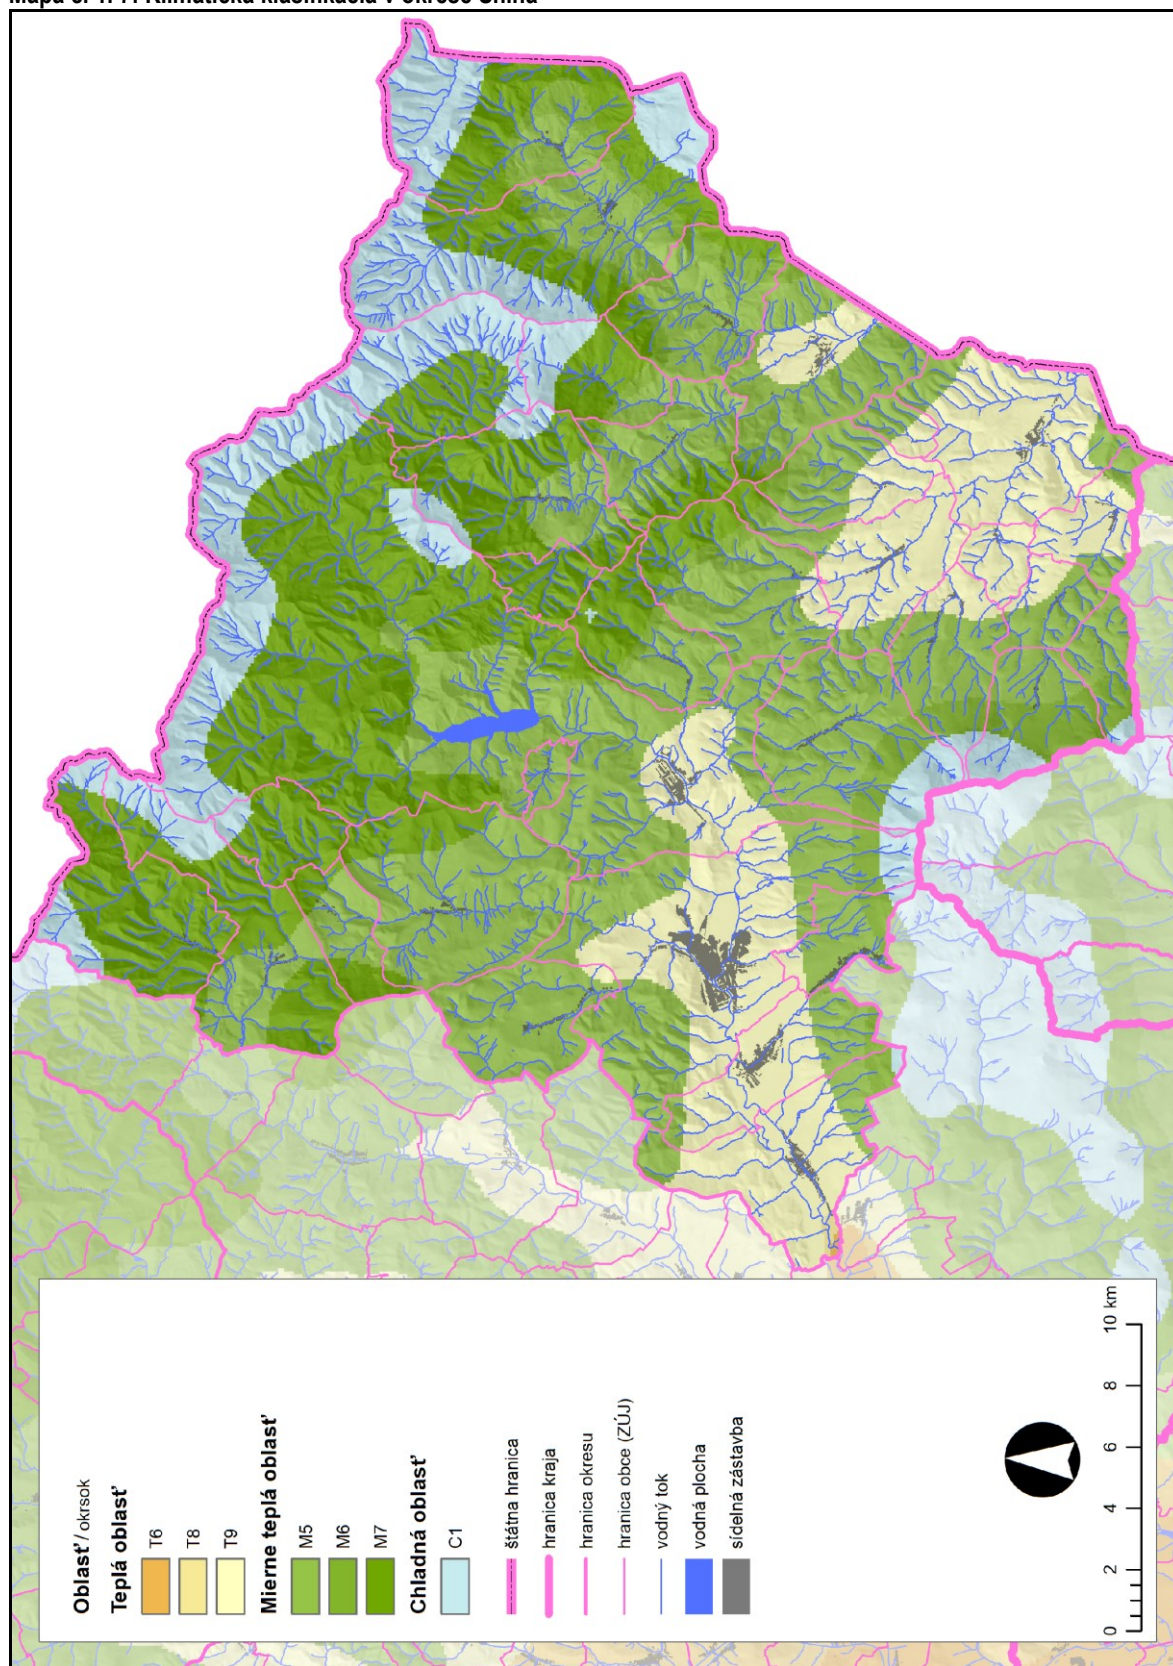 Oblasť / okrsok
Teplá oblasť
T6
T8
T9
Mierne teplá oblasť
M5
M6
M7
Chladná oblasť
C1
štátna hranica
hranica kraja
hranica okresu
hranica obce (ZÚJ)
vodný tok
vodná plocha
sídelná zástavba
0 2 4 6 8 10 km